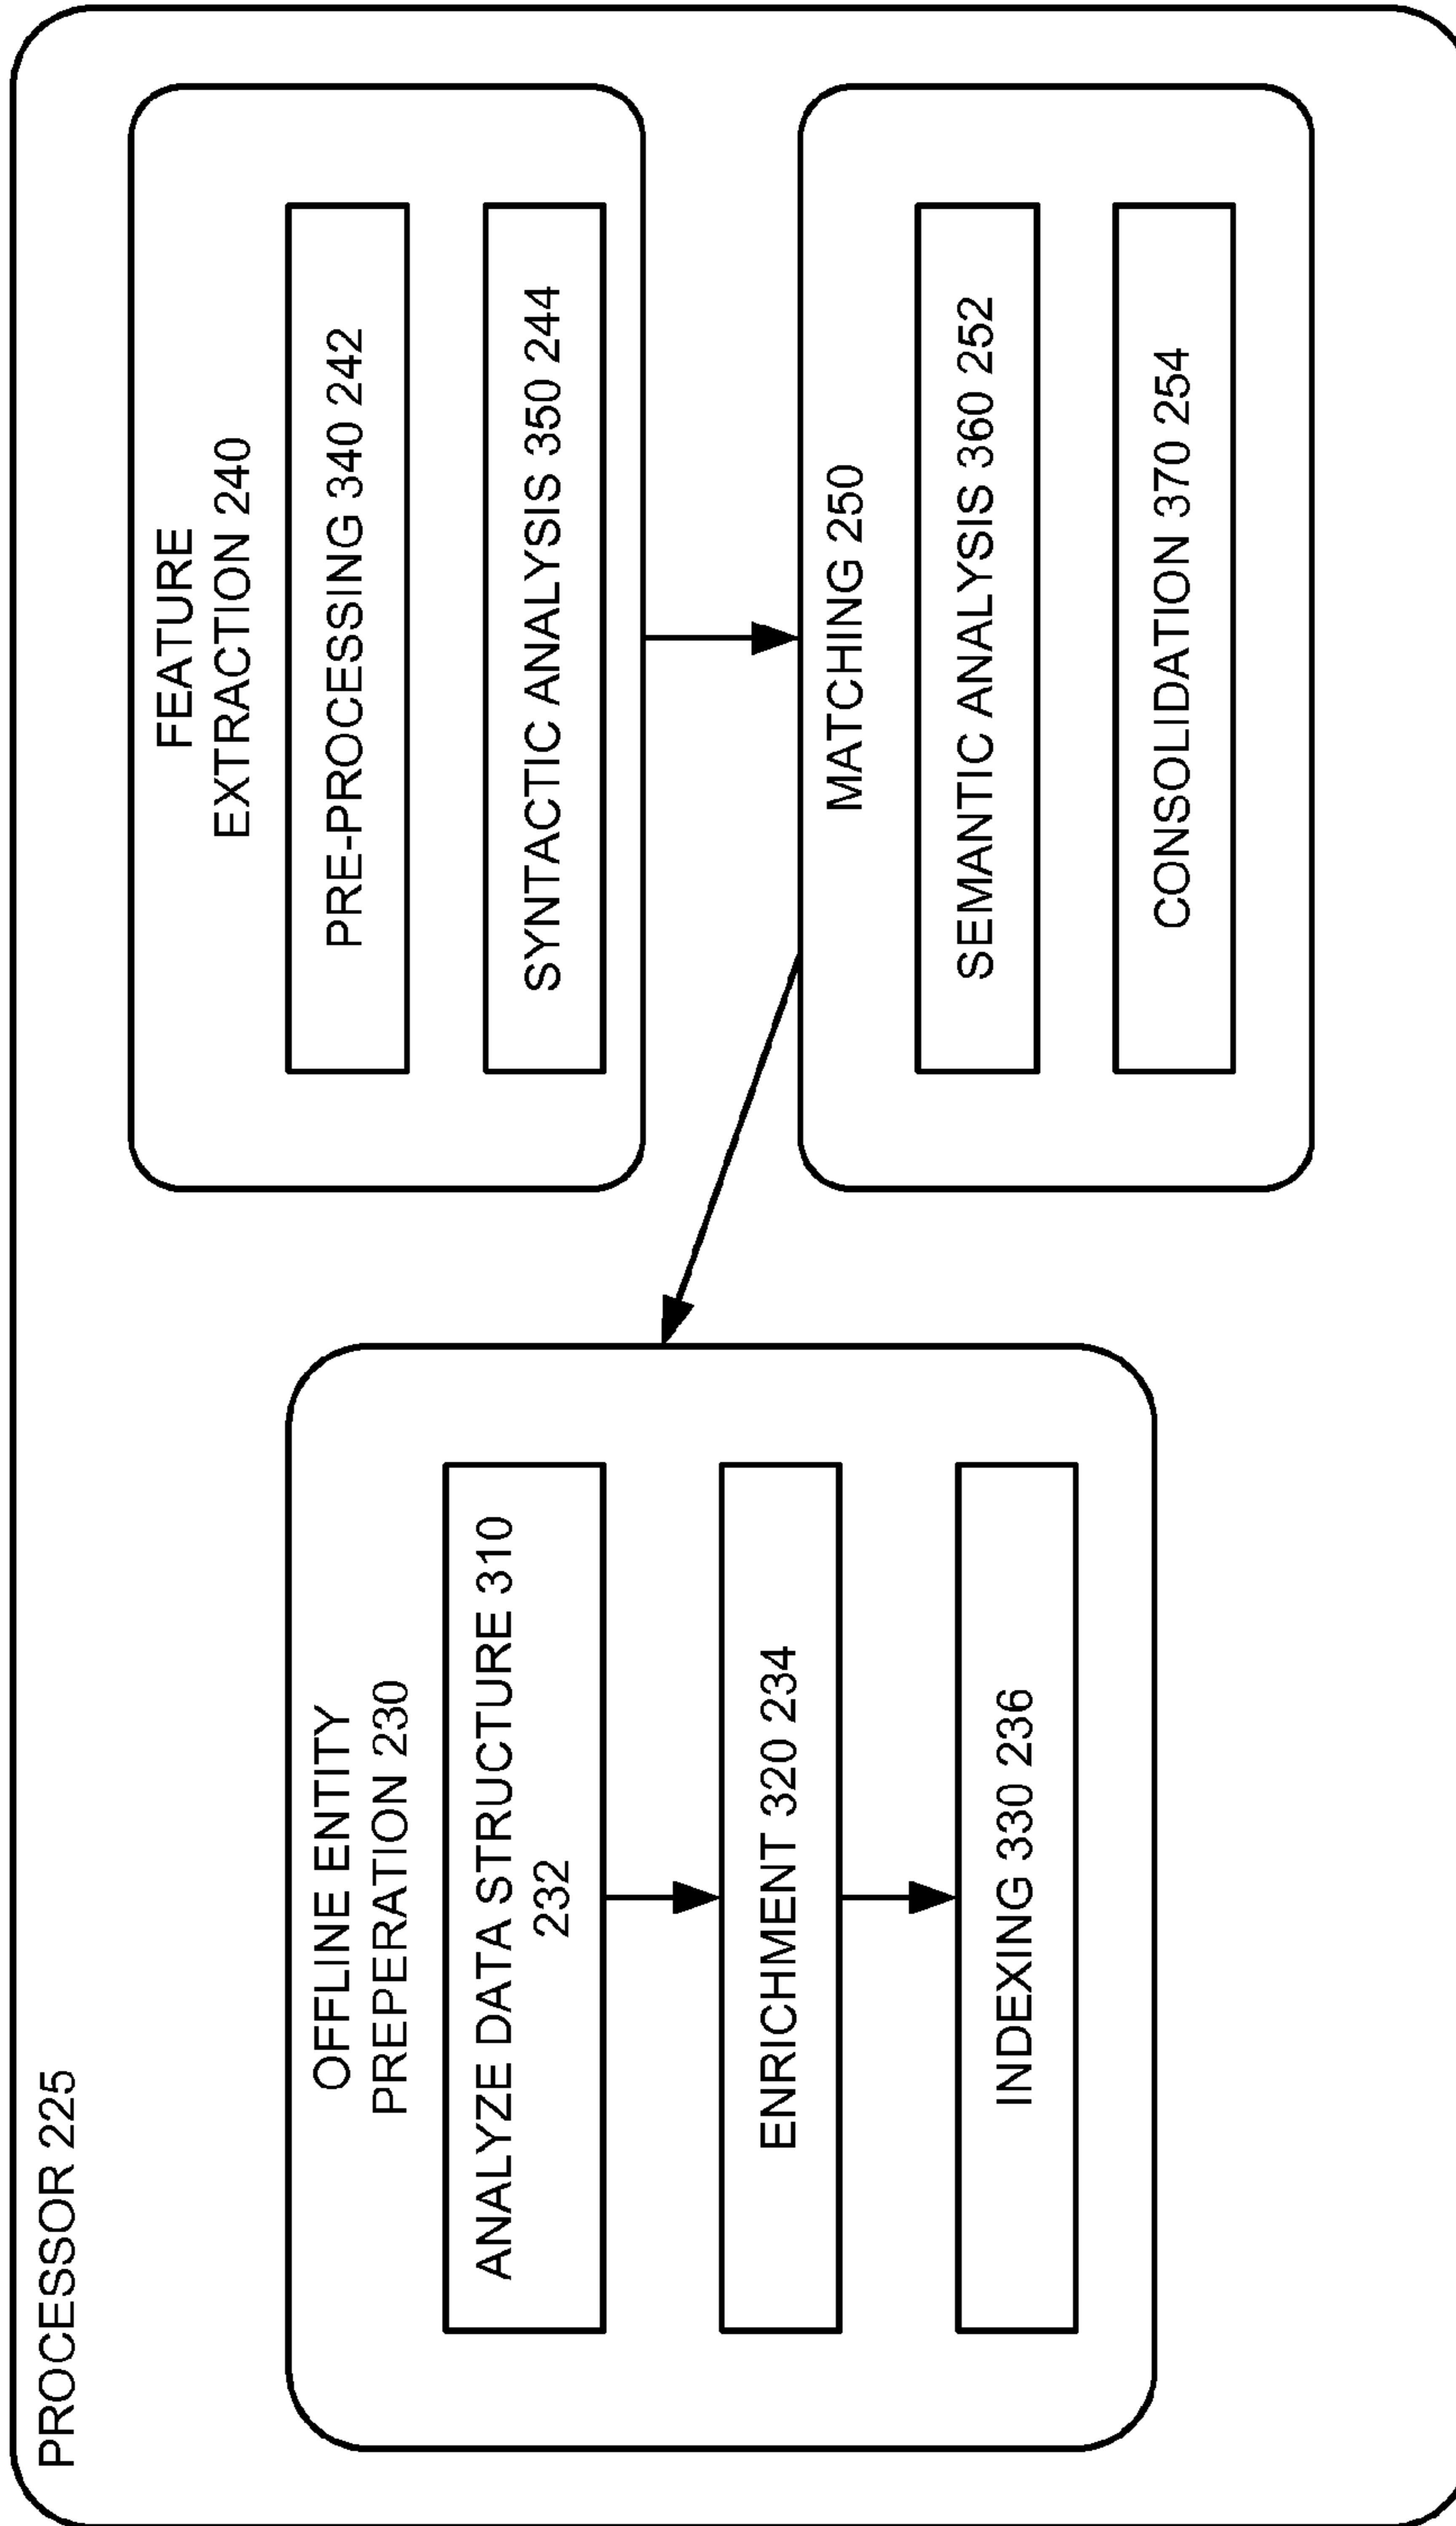 PROCESSOR 225
OFFLINE ENTITY
PREPERATION 230
ANALYZE DATA STRUCTURE 310
232
ENRICHMENT 320 234
INDEXING 330 236
FEATURE
EXTRACTION 240
PRE-PROCESSING 340 242
SYNTACTIC ANALYSIS 350 244
MATCHING 250
SEMANTIC ANALYSIS 360 252
CONSOLIDATION 370 254